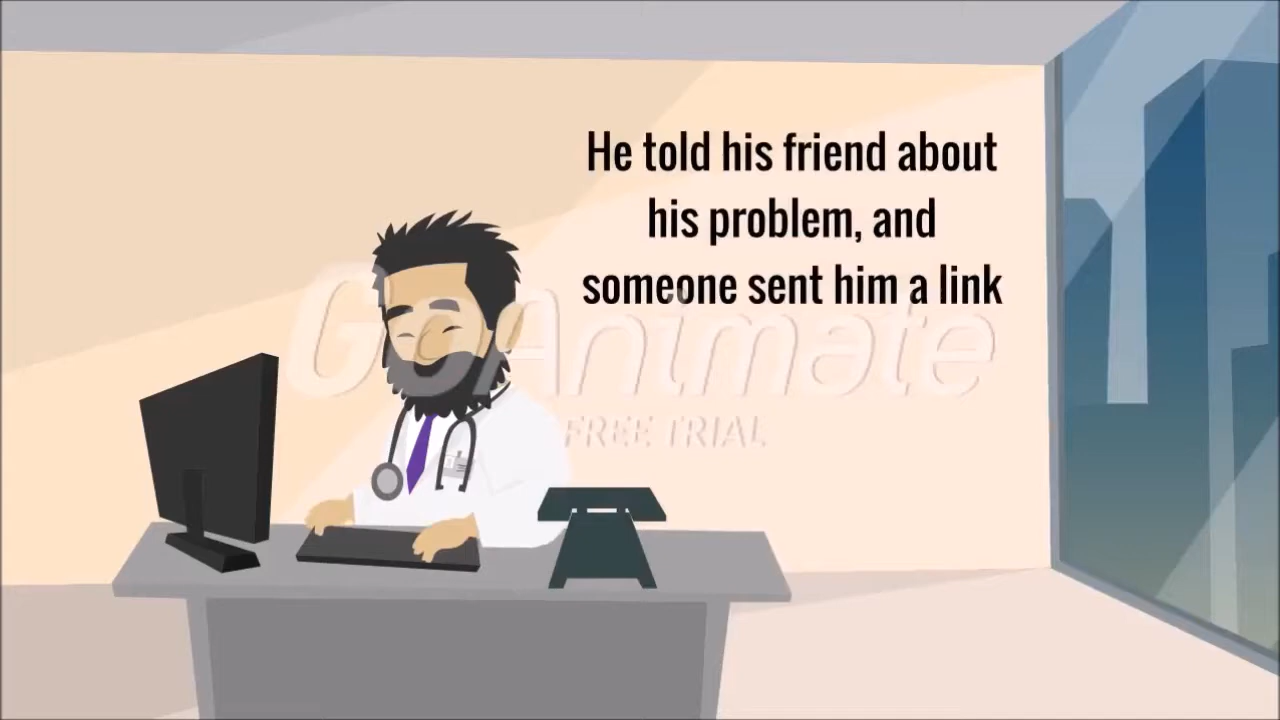 He told his friend about
his problem, and
someone sent him a link
GoAnimate
FREE TRIAL